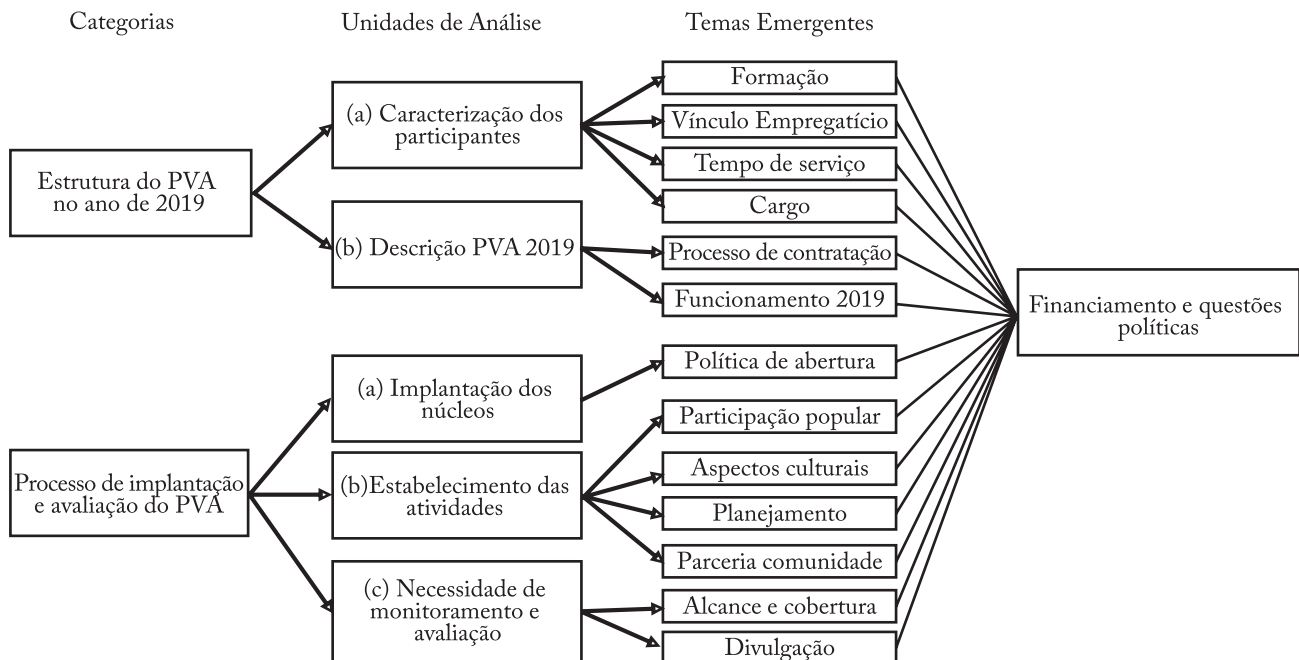 Categorias
Unidades de Análise
Temas Emergentes
Estrutura do PVA
no ano de 2019
(a) Caracterização dos
participantes
(b) Descrição PVA 2019
Formação
Vínculo Empregatício
Tempo de serviço
Cargo
Processo de contratação
Funcionamento 2019
Processo de implantação
e avaliação do PVA
(a) Implantação dos
núcleos
(b)Estabelecimento das
atividades
(c) Necessidade de
monitoramento e
avaliação
Política de abertura
Participação popular
Aspectos culturais
Planejamento
Parceria comunidade
Alcance e cobertura
Divulgação
Financiamento e questões
políticas